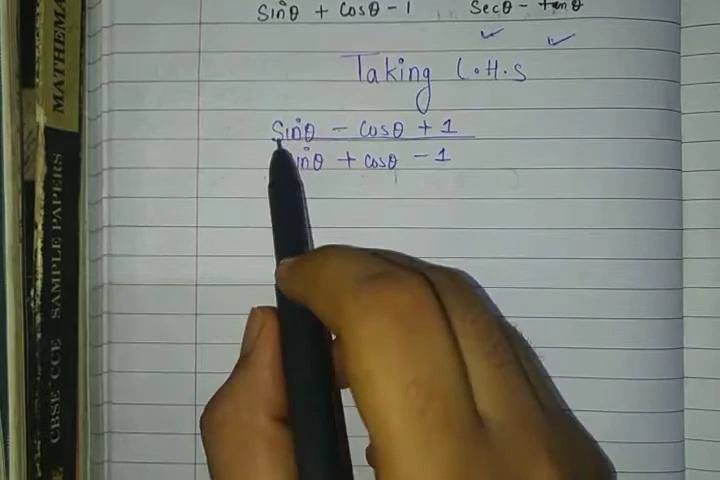 sinθ + cosθ - 1   secθ - tanθ
Taking L.H.S
sinθ - cosθ + 1
sinθ + cosθ - 1
MATHEMA
CBSE-CCE SAMPLE PAPERS